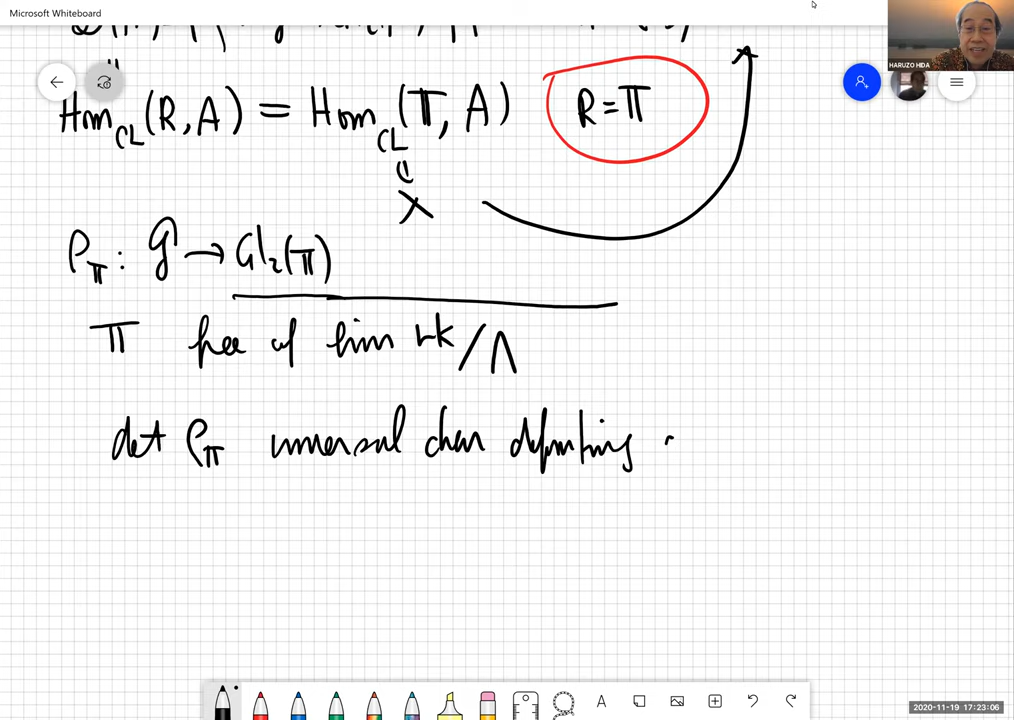 Microsoft Whiteboard
HARUZO HIDA
Hom_CL (R, A) = Hom_CL (𝕋, A) R = 𝕋
ρ_𝕋 : G → GL₂(𝕋)
𝕋 free of finite rk / Λ
det ρ_𝕋 universal char deforming
A
2020-11-19 17:23:06